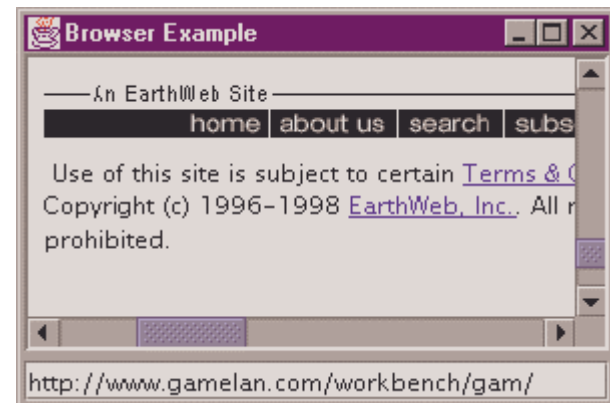 Browser Example
An EarthWeb Site
home about us search subs
Use of this site is subject to certain Terms & C
Copyright (c) 1996-1998 EarthWeb, Inc.. All r
prohibited.
http://www.gamelan.com/workbench/gam/